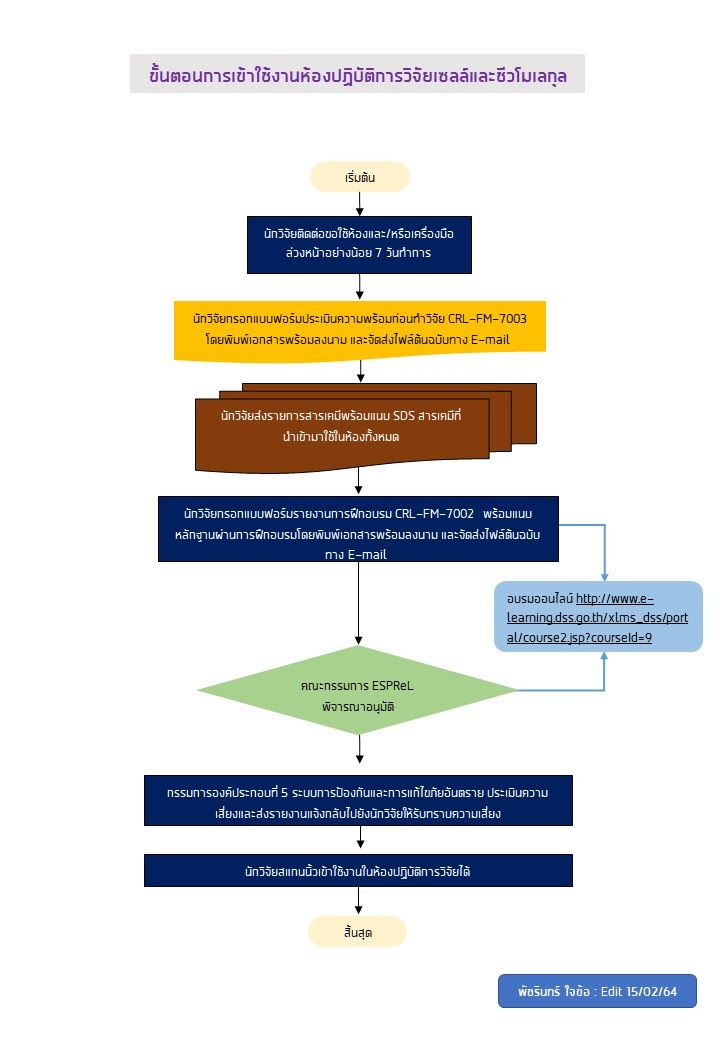 ขั้นตอนการเข้าใช้งานห้องปฏิบัติการวิจัยเซลล์และชีวโมเลกุล
เริ่มต้น
นักวิจัยติดต่อขอใช้ห้องและ/หรือเครื่องมือ
ล่วงหน้าอย่างน้อย 7 วันทำการ
นักวิจัยกรอกแบบฟอร์มประเมินความพร้อมก่อนทำวิจัย CRL-FM-7003
โดยพิมพ์เอกสารพร้อมลงนาม และจัดส่งไฟล์ต้นฉบับทาง E-mail
นักวิจัยส่งรายการสารเคมีพร้อมแนบ SDS สารเคมีที่
นำเข้ามาใช้ในห้องทั้งหมด
นักวิจัยกรอกแบบฟอร์มรายงานการฝึกอบรม CRL-FM-7002 พร้อมแนบ
หลักฐานผ่านการฝึกอบรมโดยพิมพ์เอกสารพร้อมลงนาม และจัดส่งไฟล์ต้นฉบับ
ทาง E-mail
อบรมออนไลน์ http://www.e-
learning.dss.go.th/xlms_dss/port
al/course2.jsp?courseId=9
คณะกรรมการ ESPReL
พิจารณาอนุมัติ
กรรมการองค์ประกอบที่ 5 ระบบการป้องกันและการแก้ไขภัยอันตราย ประเมินความ
เสี่ยงและส่งรายงานแจ้งกลับไปยังนักวิจัยให้รับทราบความเสี่ยง
นักวิจัยสแกนนิ้วเข้าใช้งานในห้องปฏิบัติการวิจัยได้
สิ้นสุด
พัชรินทร์ ใจซ้อ : Edit 15/02/64